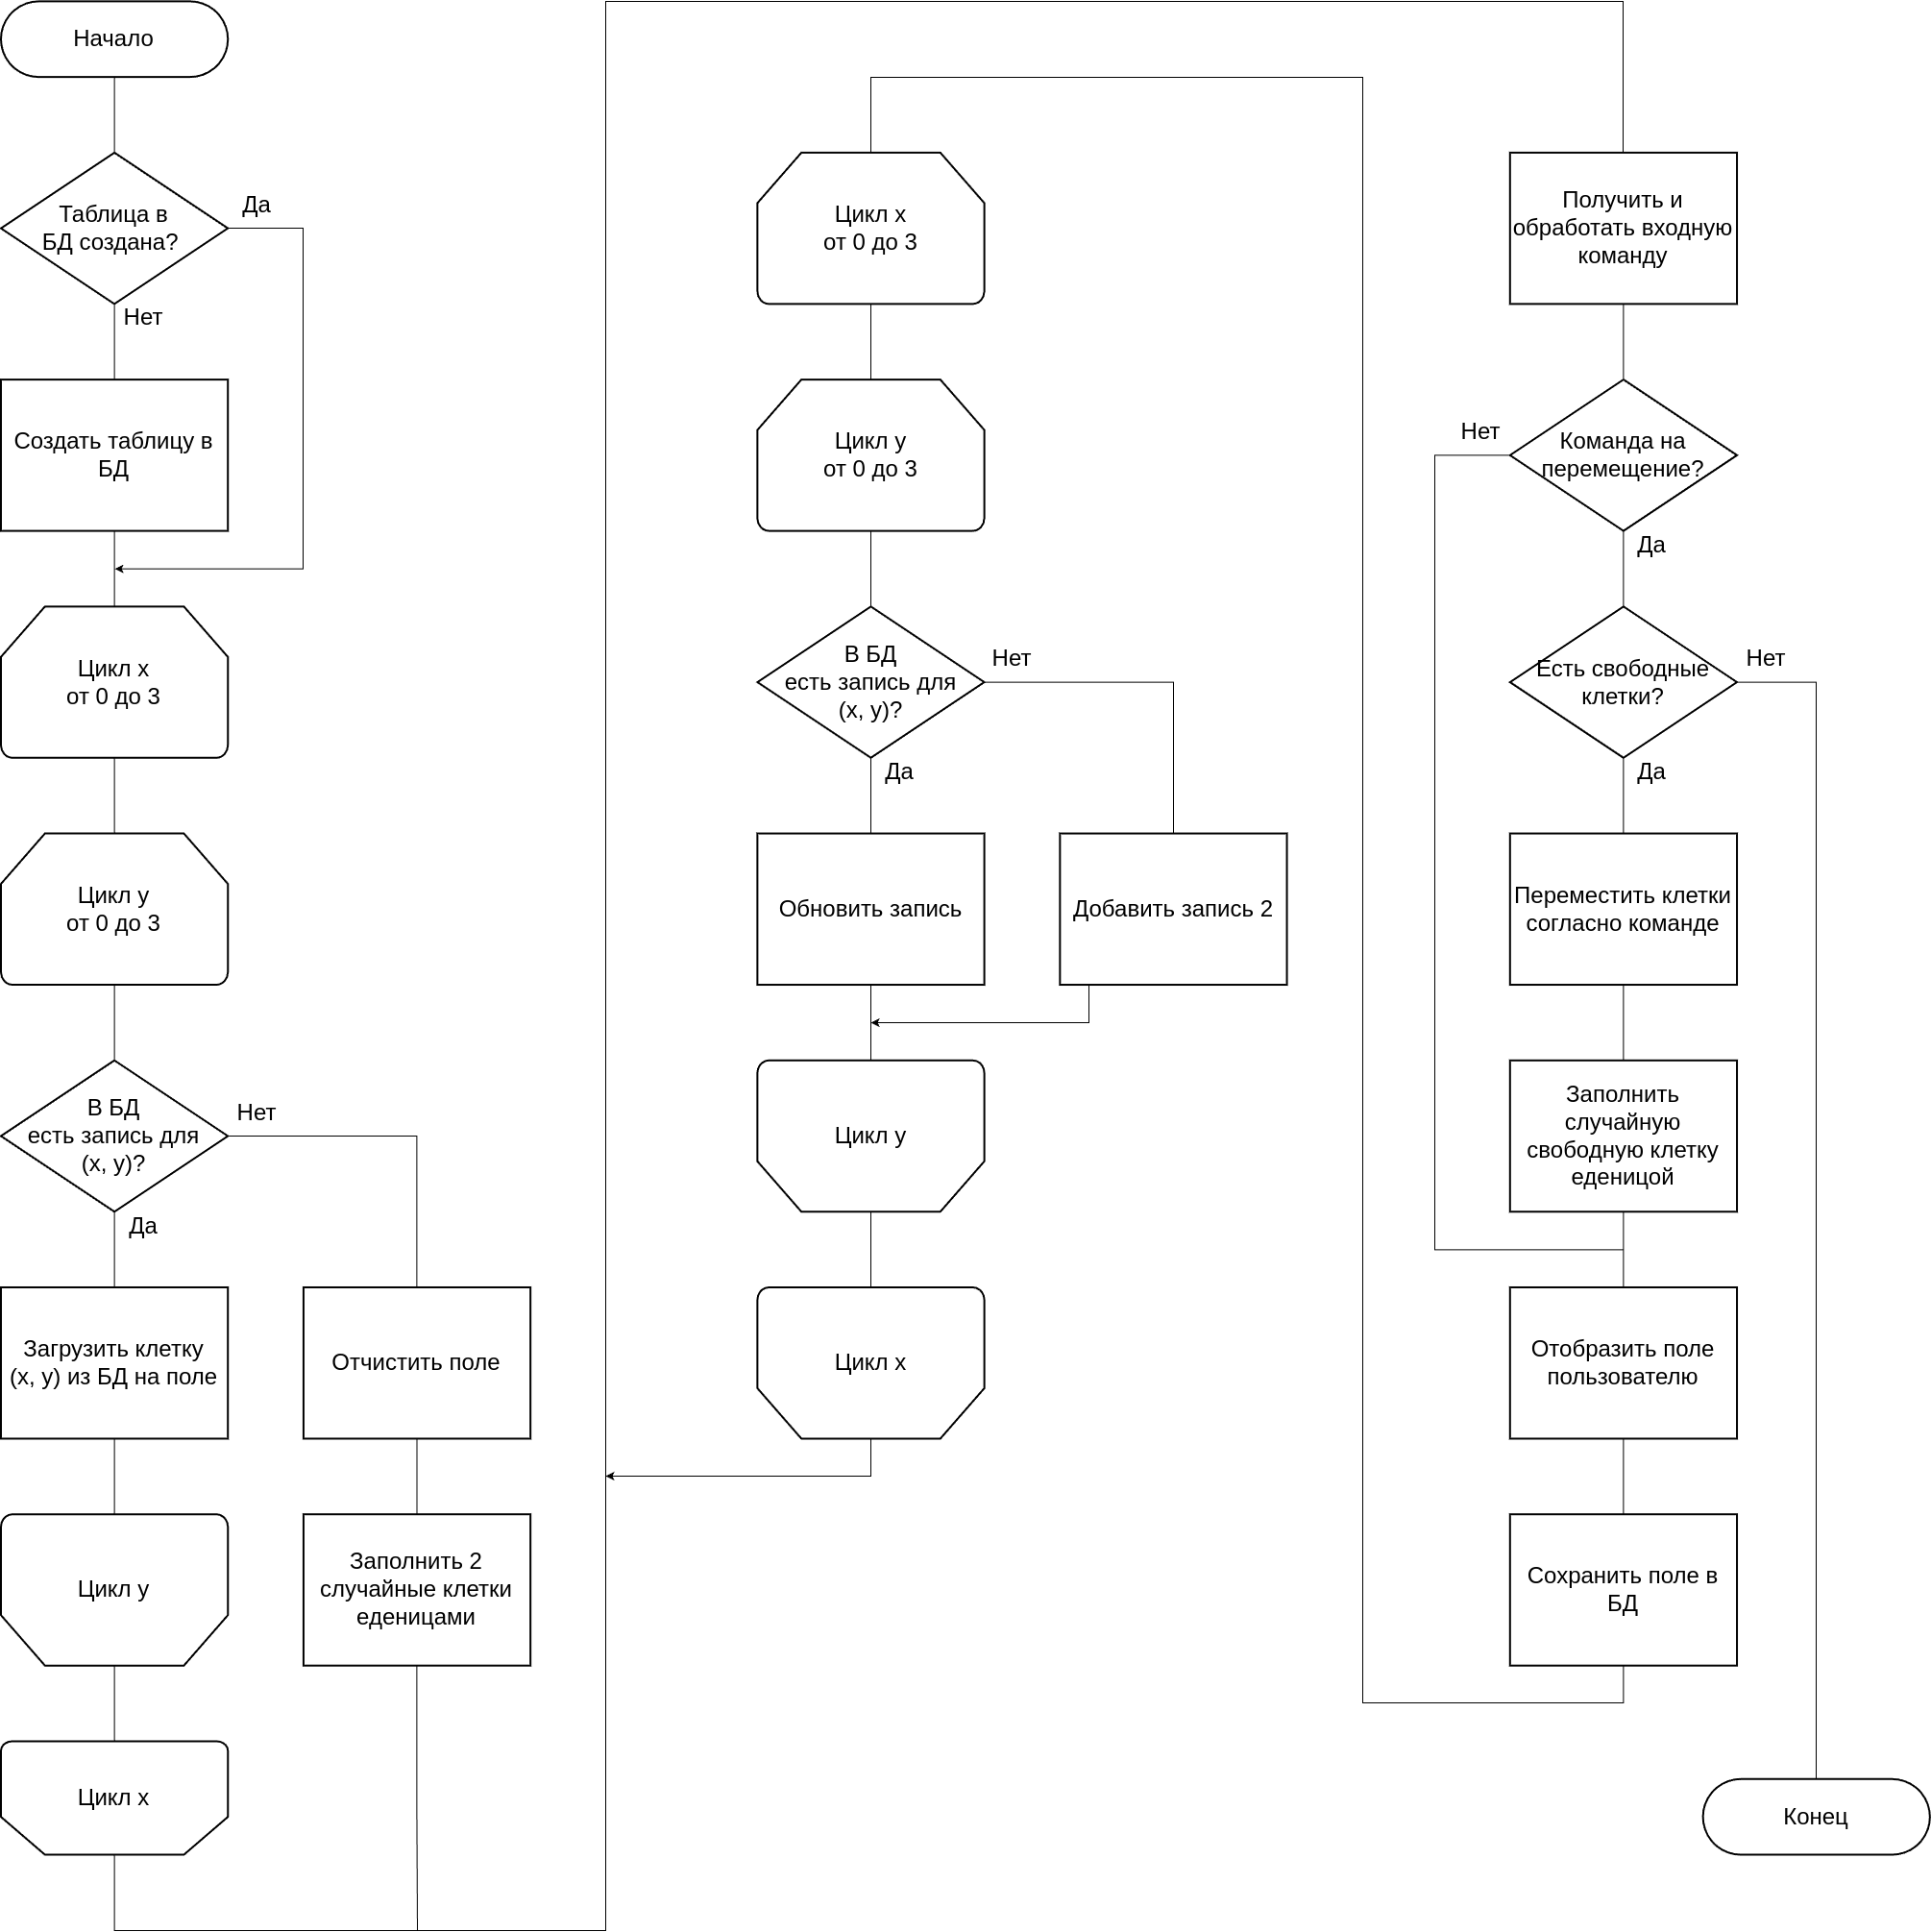 Начало
Таблица в
БД создана?
Да
Нет
Создать таблицу в
БД
Цикл x
от 0 до 3
Цикл y
от 0 до 3
В БД
есть запись для
(x, y)?
Нет
Да
Загрузить клетку
(x, y) из БД на поле
Отчистить поле
Цикл y
Заполнить 2
случайные клетки
еденицами
Цикл x
Цикл x
от 0 до 3
Цикл y
от 0 до 3
В БД
есть запись для
(x, y)?
Нет
Да
Обновить запись
Добавить запись 2
Цикл y
Цикл x
Получить и
обработать входную
команду
Команда на
перемещение?
Нет
Да
Есть свободные
клетки?
Нет
Да
Переместить клетки
согласно команде
Заполнить
случайную
свободную клетку
еденицой
Отобразить поле
пользователю
Сохранить поле в
БД
Конец